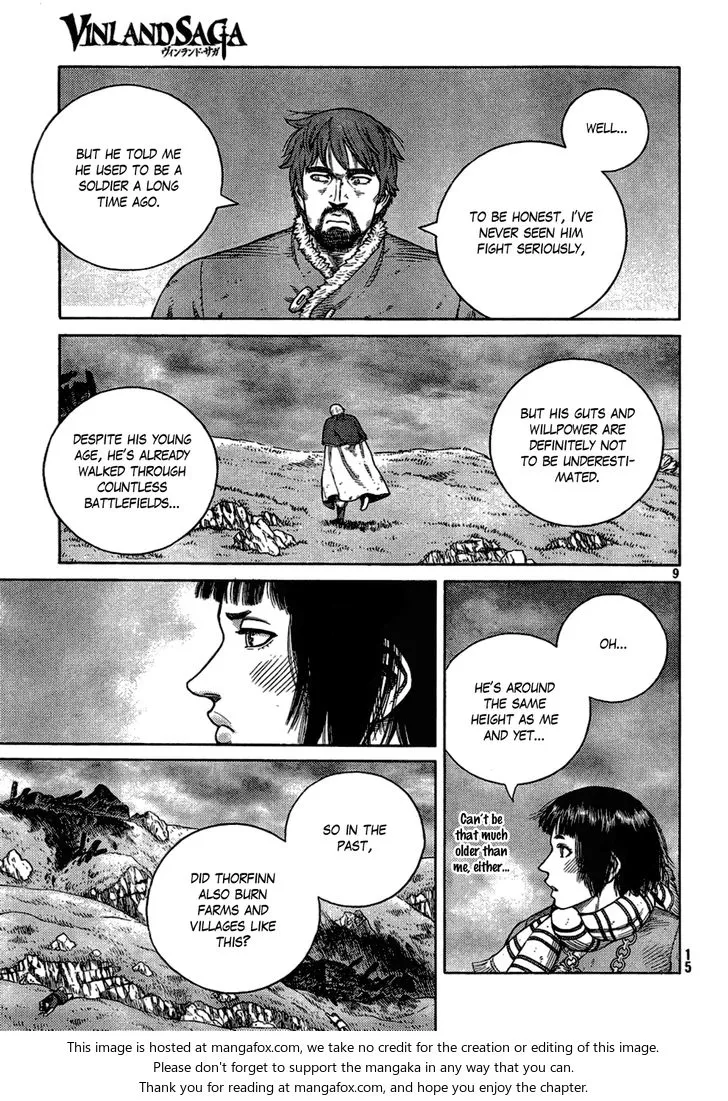 VINLAND SAGA
ヴィンランド・サガ
WELL...
TO BE HONEST, I'VE
NEVER SEEN HIM
FIGHT SERIOUSLY,
BUT HE TOLD ME
HE USED TO BE A
SOLDIER A LONG
TIME AGO.
BUT HIS GUTS AND
WILLPOWER ARE
DEFINITELY NOT
TO BE UNDERESTI-
MATED.
DESPITE HIS YOUNG
AGE, HE'S ALREADY
WALKED THROUGH
COUNTLESS
BATTLEFIELDS...
9
OH...
HE'S AROUND
THE SAME
HEIGHT AS ME
AND YET...
Can't be
that much
older than
me, either...
SO IN THE
PAST,
DID THORFINN
ALSO BURN
FARMS AND
VILLAGES LIKE
THIS?
15
This image is hosted at mangafox.com, we take no credit for the creation or editing of this image.
Please don't forget to support the mangaka in any way that you can.
Thank you for reading at mangafox.com, and hope you enjoy the chapter.